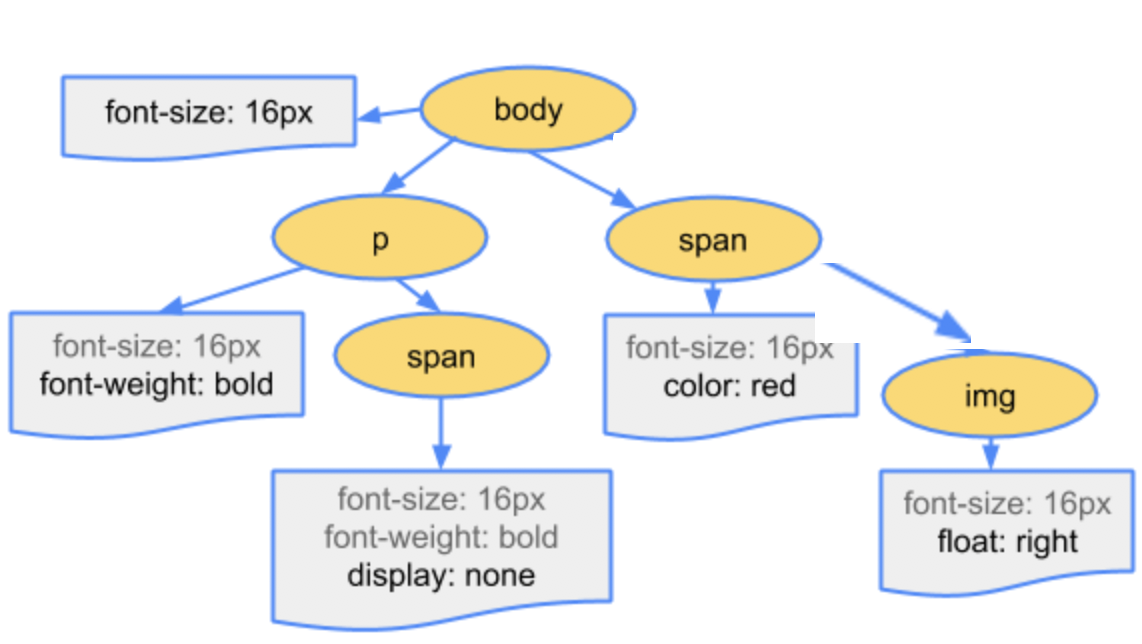 font-size: 16px
body
p
span
font-size: 16px
font-weight: bold
span
font-size: 16px
color: red
img
font-size: 16px
font-weight: bold
display: none
font-size: 16px
float: right